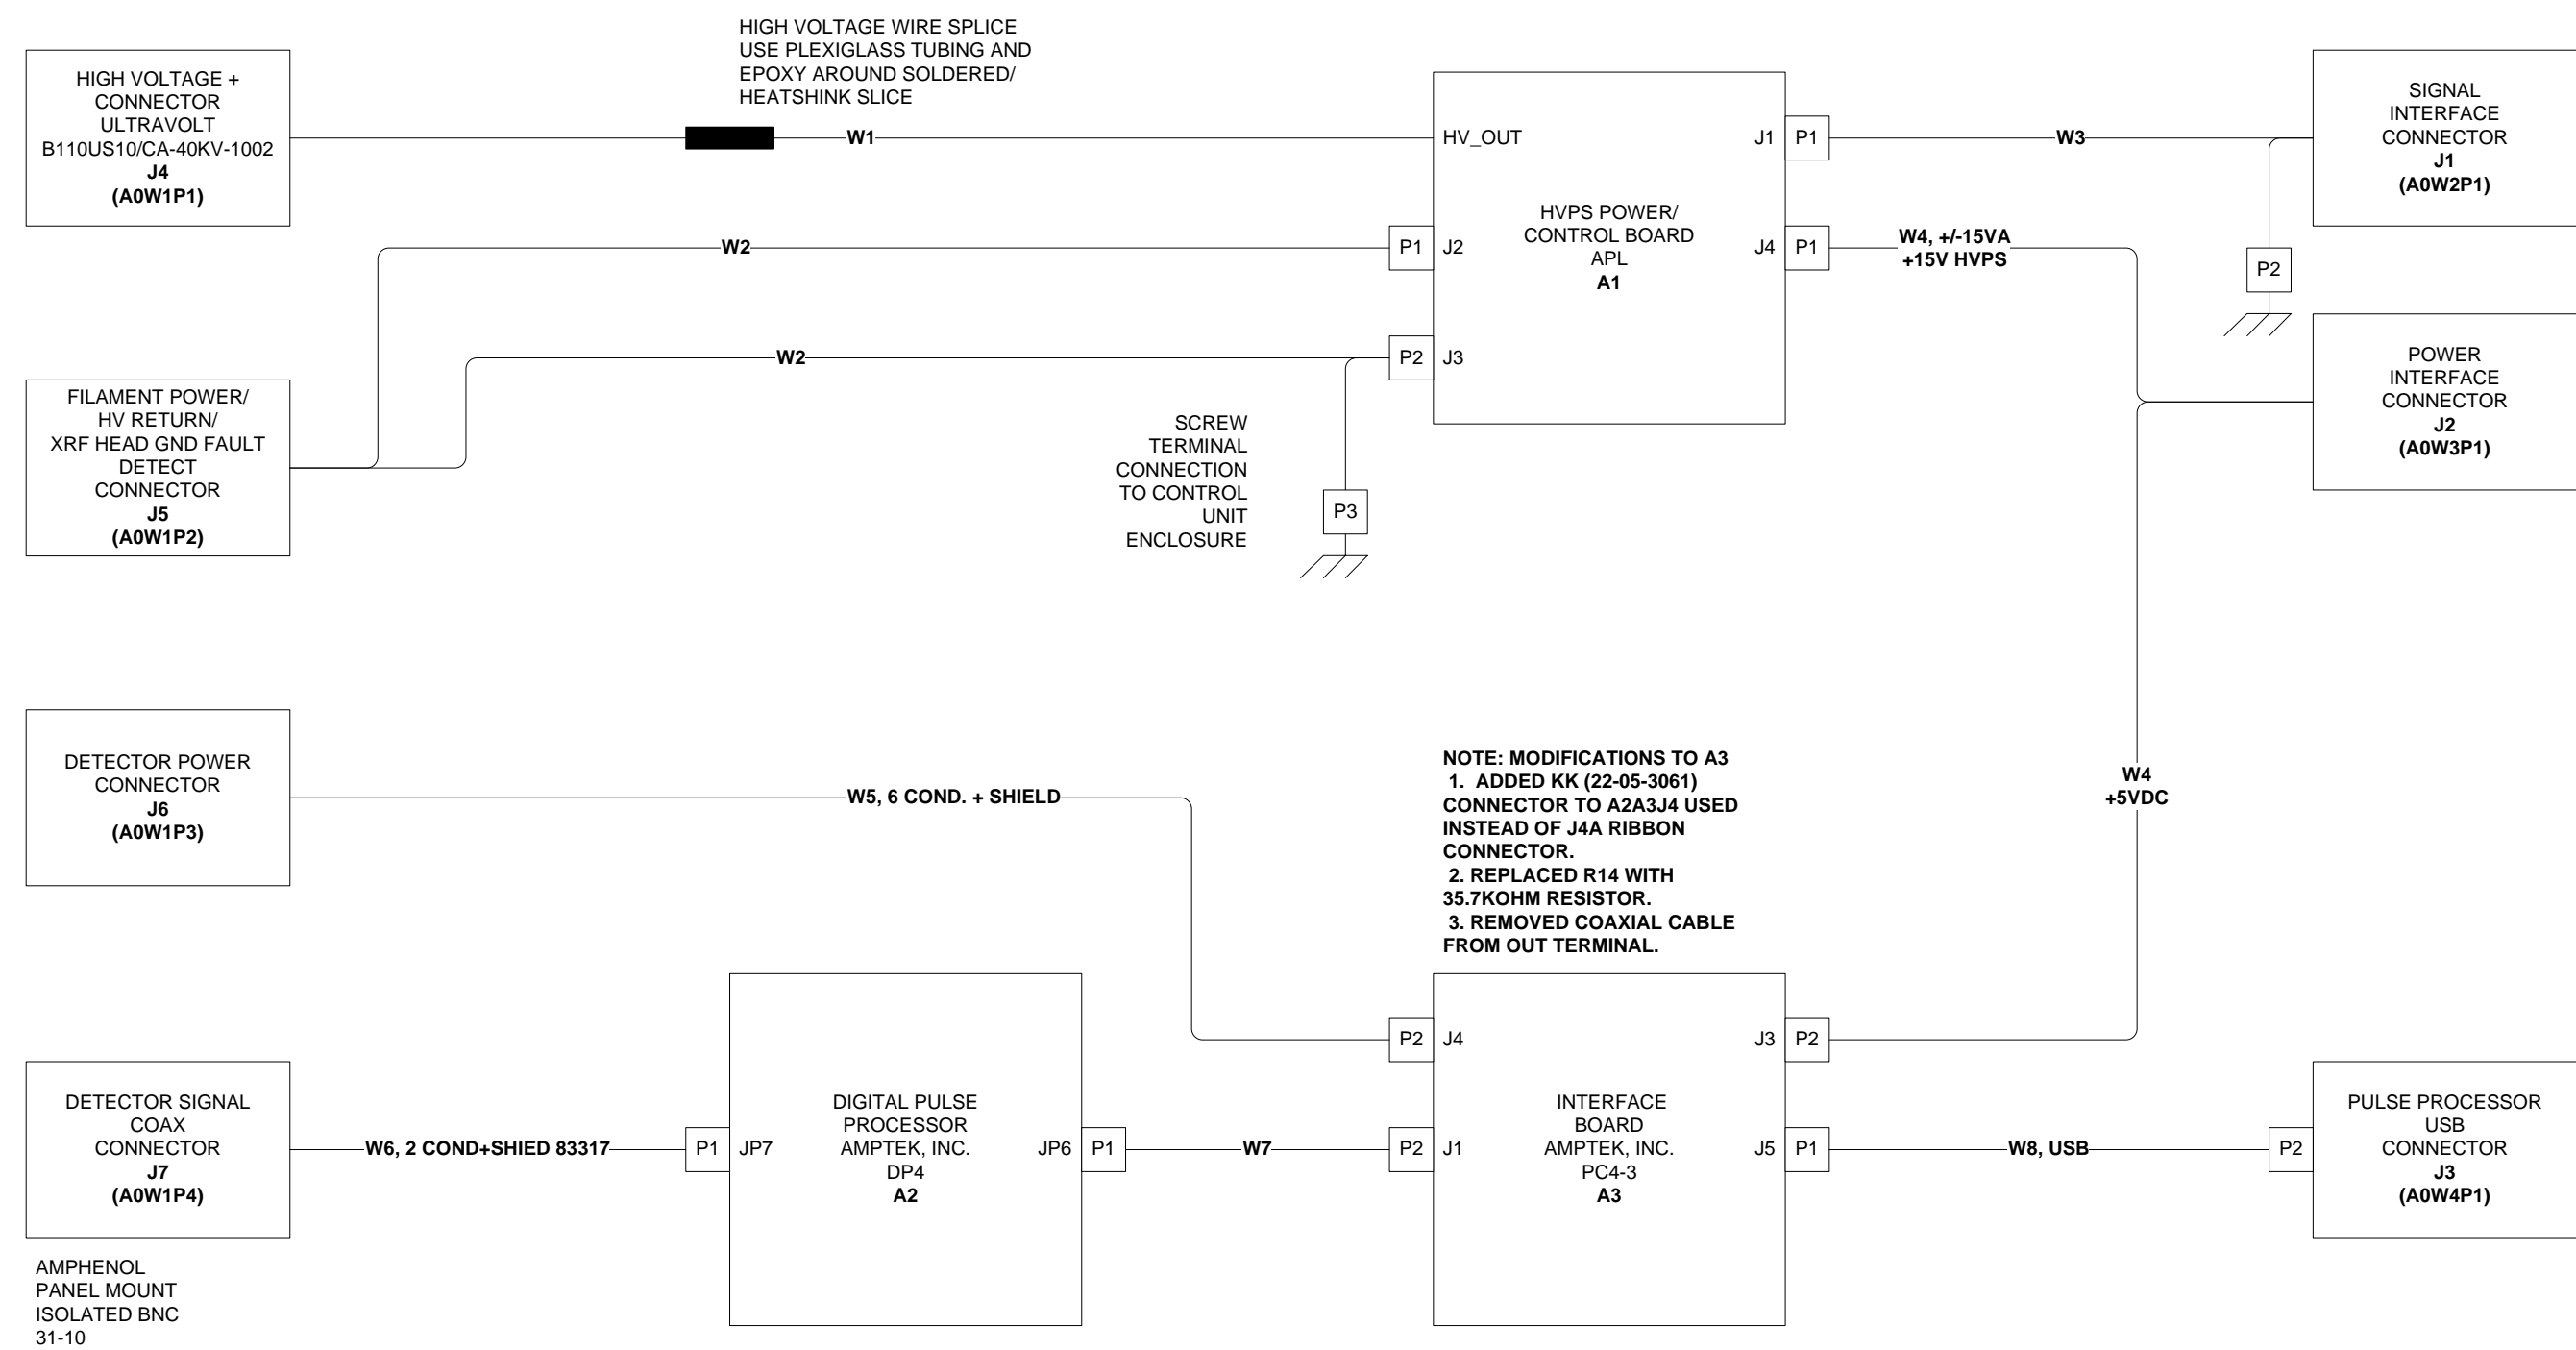 HIGH VOLTAGE WIRE SPLICE
USE PLEXIGLASS TUBING AND
EPOXY AROUND SOLDERED/
HEATSHINK SLICE
HIGH VOLTAGE +
CONNECTOR
ULTRAVOLT
B110US10/CA-40KV-1002
J4
(A0W1P1)
W1
HV_OUT
J1
P1
W3
SIGNAL
INTERFACE
CONNECTOR
J1
(A0W2P1)
P2
W2
P1
J2
HVPS POWER/
CONTROL BOARD
APL
A1
J4
P1
W4, +/-15VA
+15V HVPS
W2
P2
J3
POWER
INTERFACE
CONNECTOR
J2
(A0W3P1)
FILAMENT POWER/
HV RETURN/
XRF HEAD GND FAULT
DETECT
CONNECTOR
J5
(A0W1P2)
SCREW
TERMINAL
CONNECTION
TO CONTROL
UNIT
ENCLOSURE
P3
DETECTOR POWER
CONNECTOR
J6
(A0W1P3)
W5, 6 COND. + SHIELD
NOTE: MODIFICATIONS TO A3
1. ADDED KK (22-05-3061)
CONNECTOR TO A2A3J4 USED
INSTEAD OF J4A RIBBON
CONNECTOR.
2. REPLACED R14 WITH
35.7KOHM RESISTOR.
3. REMOVED COAXIAL CABLE
FROM OUT TERMINAL.
W4
+5VDC
P2
J4
J3
P2
DETECTOR SIGNAL
COAX
CONNECTOR
J7
(A0W1P4)
W6, 2 COND+SHIED 83317
P1
JP7
DIGITAL PULSE
PROCESSOR
AMPTEK, INC.
DP4
A2
JP6
P1
W7
P2
J1
INTERFACE
BOARD
AMPTEK, INC.
PC4-3
A3
J5
P1
W8, USB
P2
PULSE PROCESSOR
USB
CONNECTOR
J3
(A0W4P1)
AMPHENOL
PANEL MOUNT
ISOLATED BNC
31-10